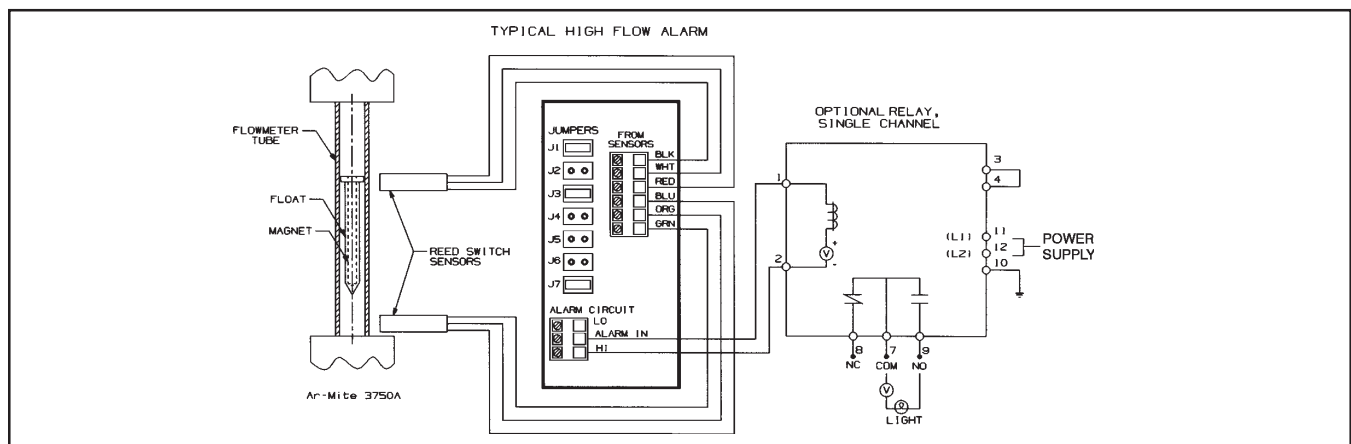 TYPICAL HIGH FLOW ALARM
FLOWMETER
TUBE
FLOAT
MAGNET
REED SWITCH
SENSORS
Ar-Mite 3750A
JUMPERS
J1
J2
J3
J4
J5
J6
J7
FROM
SENSORS
BLK
WHT
RED
BLU
ORG
GRN
ALARM CIRCUIT
LO
ALARM IN
HI
OPTIONAL RELAY,
SINGLE CHANNEL
1
2
+
V
-
3
4
(L1) 11
(L2) 12
10
POWER
SUPPLY
8 7 9
NC COM NO
V
LIGHT